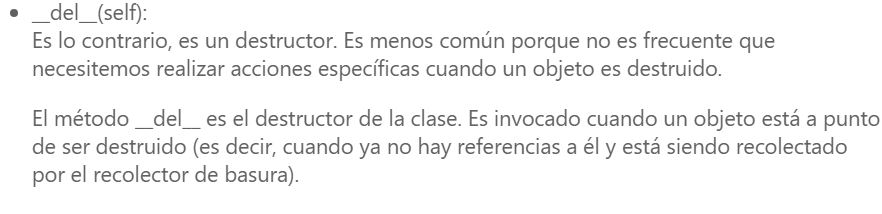 • __del__(self):
Es lo contrario, es un destructor. Es menos común porque no es frecuente que
necesitemos realizar acciones específicas cuando un objeto es destruido.
El método __del__ es el destructor de la clase. Es invocado cuando un objeto está a punto
de ser destruido (es decir, cuando ya no hay referencias a él y está siendo recolectado
por el recolector de basura).